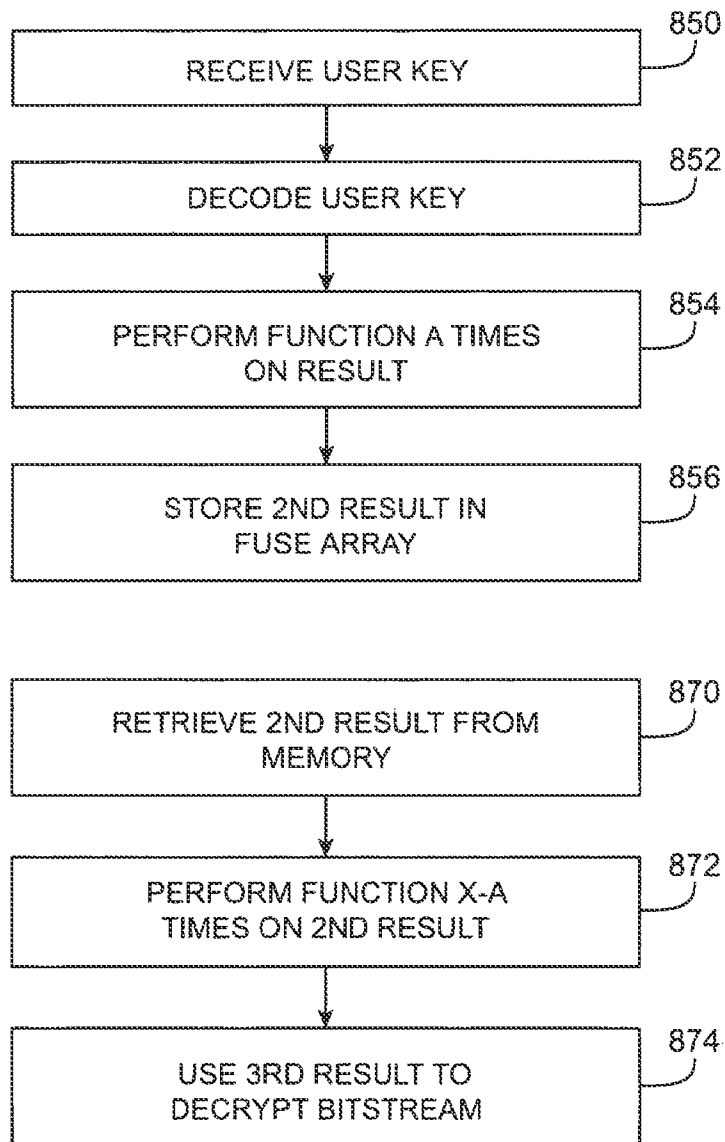 850
RECEIVE USER KEY
852
DECODE USER KEY
854
PERFORM FUNCTION A TIMES
ON RESULT
856
STORE 2ND RESULT IN
FUSE ARRAY
870
RETRIEVE 2ND RESULT FROM
MEMORY
872
PERFORM FUNCTION X-A
TIMES ON 2ND RESULT
874
USE 3RD RESULT TO
DECRYPT BITSTREAM